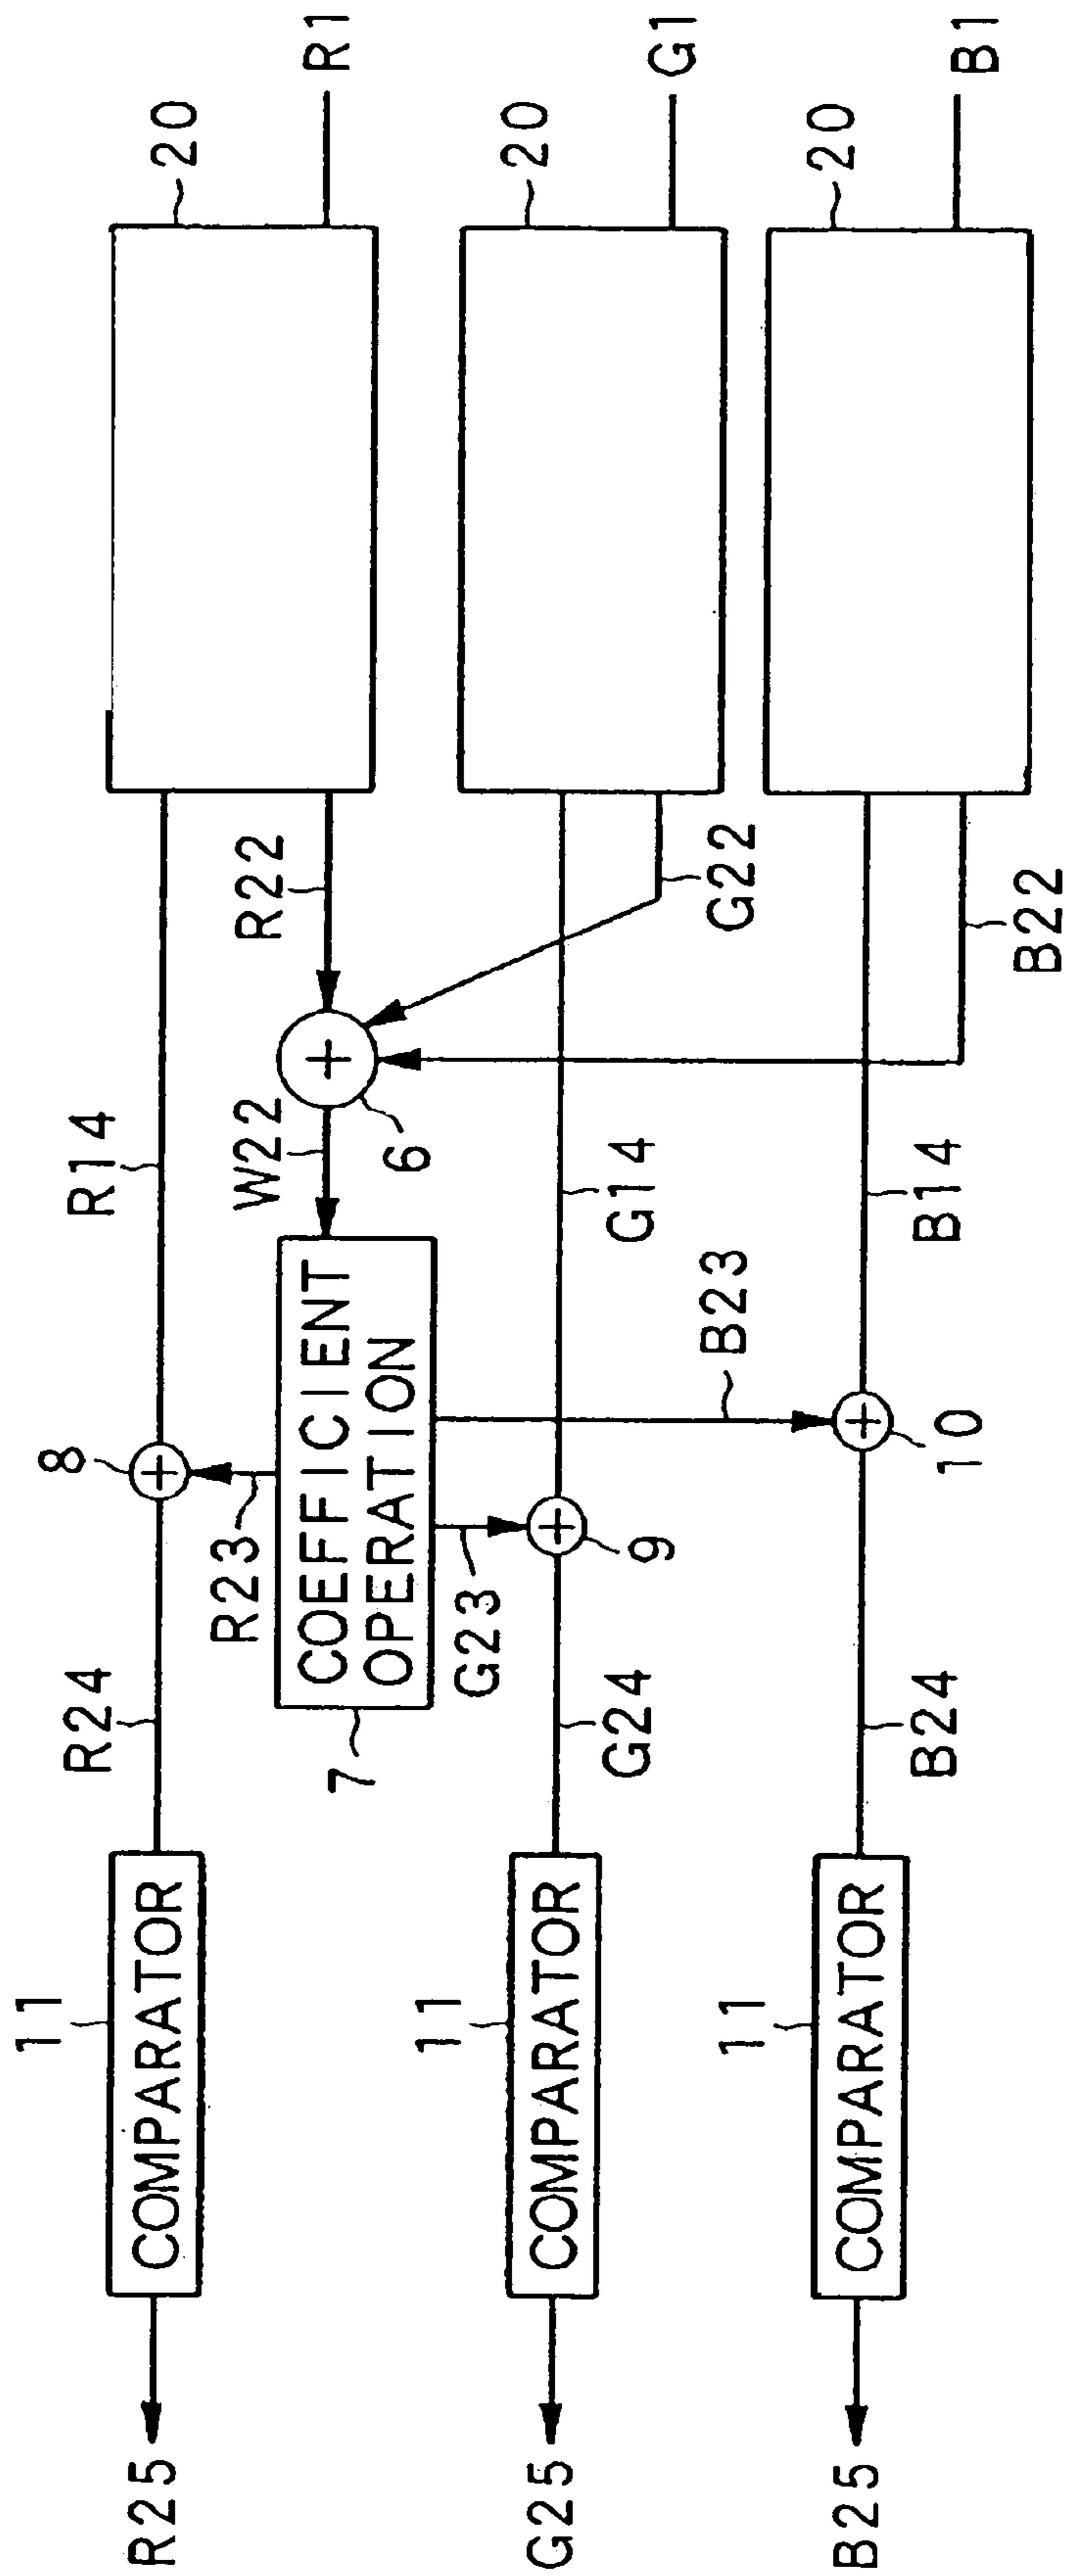 R1
20
G1
20
B1
20
R22
G22
B22
6
W22
R14
G14
B14
COEFFICIENT
OPERATION
7
B23
R23
G23
8
9
10
R24
G24
B24
11
COMPARATOR
11
COMPARATOR
11
COMPARATOR
R25
G25
B25